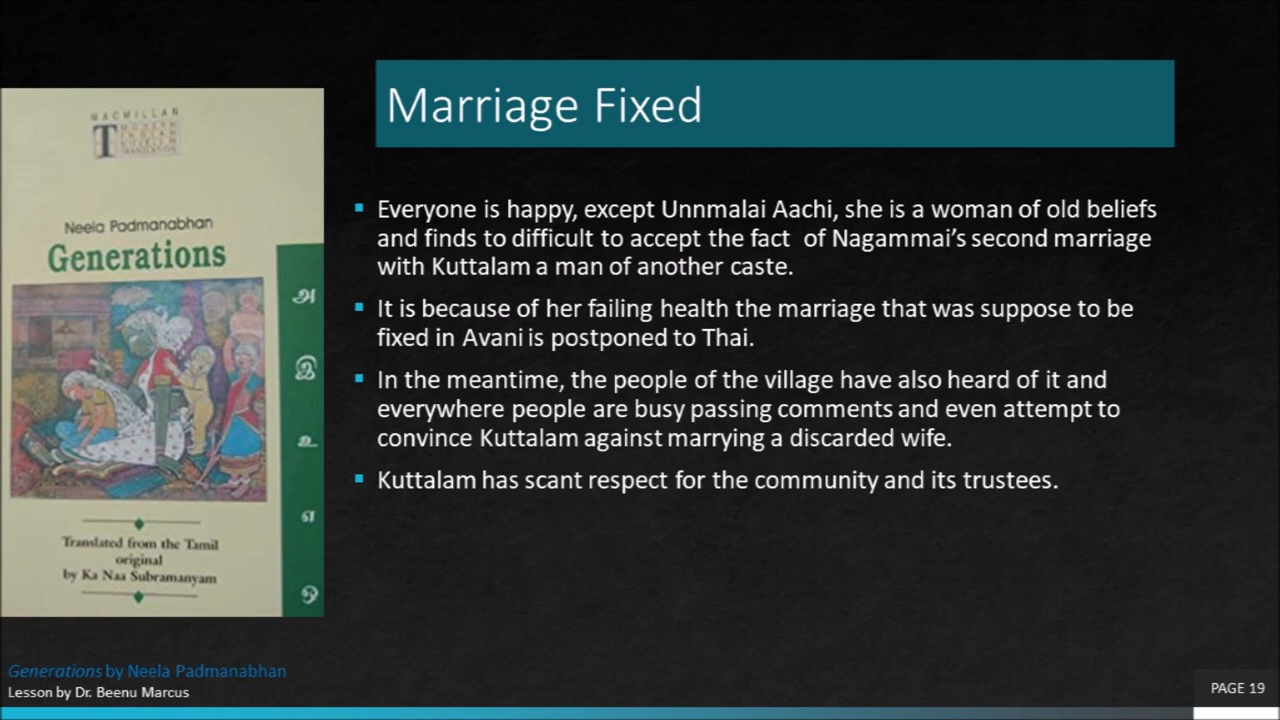 Marriage Fixed
MACMILLAN
Neela Padmanabhan
Generations
அ
இ
உ
எ
ஒ
Translated from the Tamil
original
by Ka Naa Subramanyam
Everyone is happy, except Unnmalai Aachi, she is a woman of old beliefs
and finds to difficult to accept the fact of Nagammai's second marriage
with Kuttalam a man of another caste.
It is because of her failing health the marriage that was suppose to be
fixed in Avani is postponed to Thai.
In the meantime, the people of the village have also heard of it and
everywhere people are busy passing comments and even attempt to
convince Kuttalam against marrying a discarded wife.
Kuttalam has scant respect for the community and its trustees.
Generations by Neela Padmanabhan
Lesson by Dr. Beenu Marcus
PAGE 19